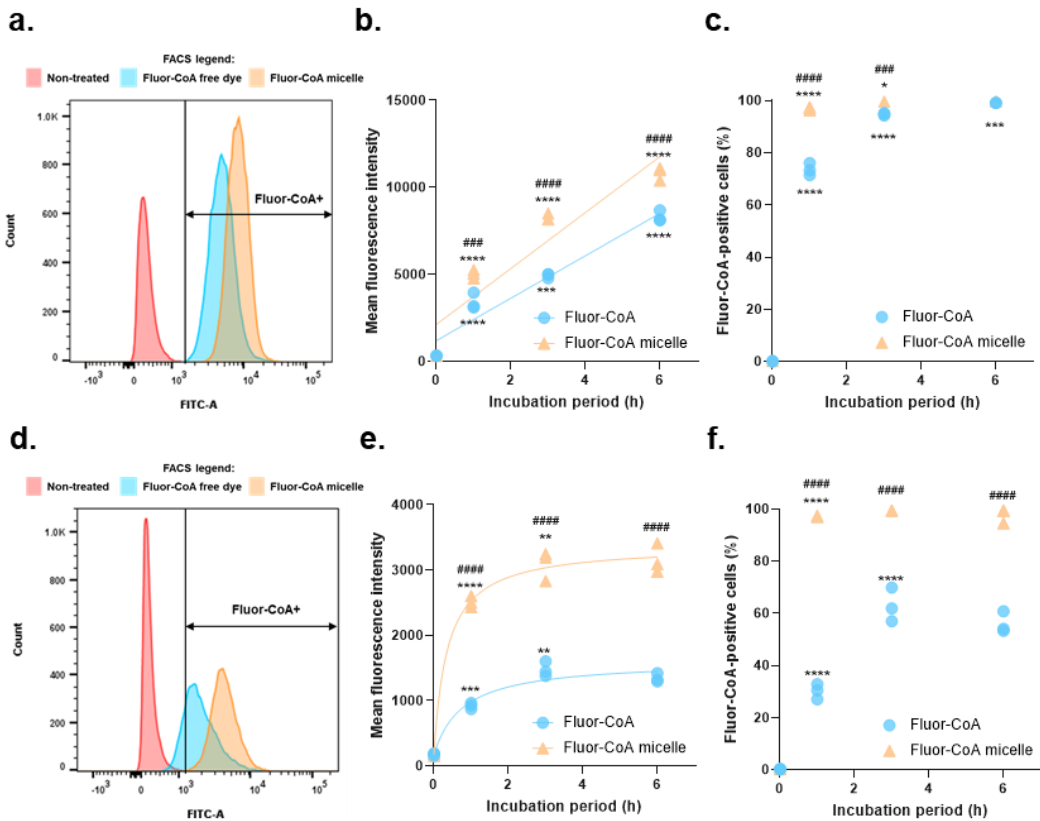 a.
FACS legend:
Non-treated Fluor-CoA free dye Fluor-CoA micelle
1.0K
800
600
400
200
0
Count
Fluor-CoA+
-10³ 0 10³ 10⁴ 10⁵
FITC-A
b.
15000
10000
5000
0
Mean fluorescence intensity
###
****
****
####
****
***
####
****
****
Fluor-CoA
Fluor-CoA micelle
0 2 4 6
Incubation period (h)
c.
100
80
60
40
20
0
Fluor-CoA-positive cells (%)
####
****
****
###
*
****
***
Fluor-CoA
Fluor-CoA micelle
0 2 4 6
Incubation period (h)
d.
FACS legend:
Non-treated Fluor-CoA free dye Fluor-CoA micelle
1.0K
800
600
400
200
0
Count
Fluor-CoA+
-10³ 0 10³ 10⁴ 10⁵
FITC-A
e.
4000
3000
2000
1000
0
Mean fluorescence intensity
####
****
***
####
**
**
####
Fluor-CoA
Fluor-CoA micelle
0 2 4 6
Incubation period (h)
f.
100
80
60
40
20
0
Fluor-CoA-positive cells (%)
####
****
****
####
****
####
Fluor-CoA
Fluor-CoA micelle
0 2 4 6
Incubation period (h)